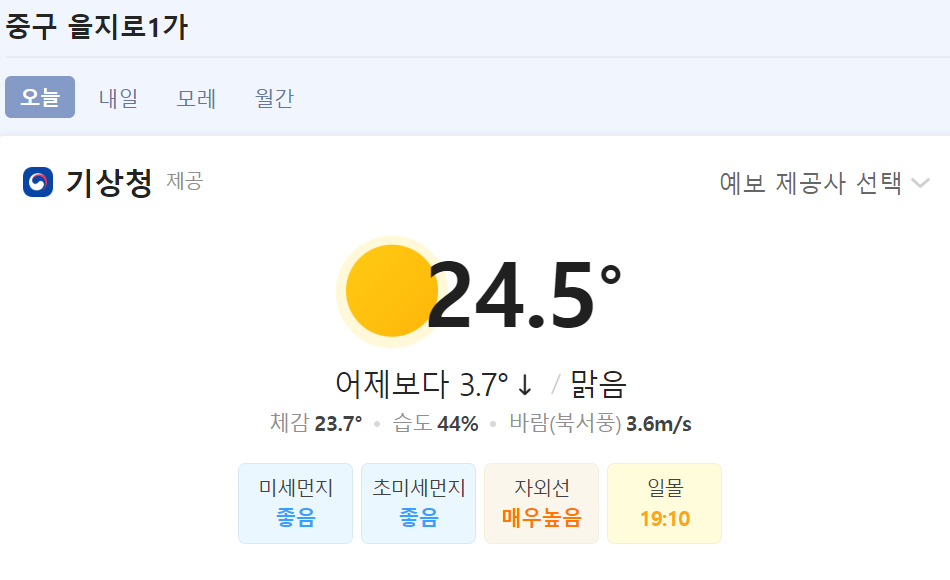 중구 을지로1가
오늘 내일 모레 월간
기상청 제공 예보 제공사 선택
24.5°
어제보다 3.7°↓ / 맑음
체감 23.7° • 습도 44% • 바람(북서풍) 3.6m/s
미세먼지 초미세먼지 자외선 일몰
좋음 좋음 매우높음 19:10